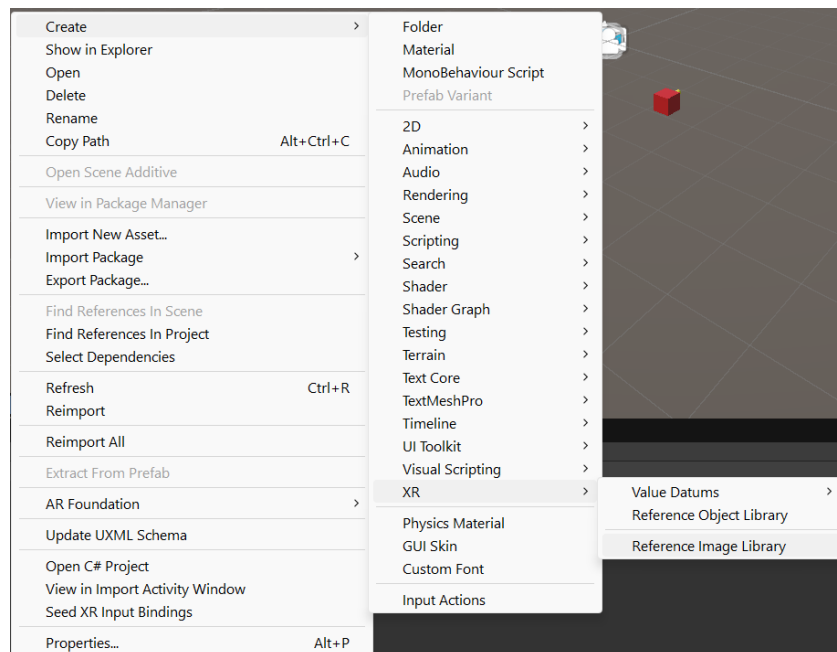 Create
Show in Explorer
Open
Delete
Rename
Copy Path Alt+Ctrl+C
Open Scene Additive
View in Package Manager
Import New Asset...
Import Package
Export Package...
Find References In Scene
Find References In Project
Select Dependencies
Refresh Ctrl+R
Reimport
Reimport All
Extract From Prefab
AR Foundation
Update UXML Schema
Open C# Project
View in Import Activity Window
Seed XR Input Bindings
Properties... Alt+P
Folder
Material
MonoBehaviour Script
Prefab Variant
2D
Animation
Audio
Rendering
Scene
Scripting
Search
Shader
Shader Graph
Testing
Terrain
Text Core
TextMeshPro
Timeline
UI Toolkit
Visual Scripting
XR
Physics Material
GUI Skin
Custom Font
Input Actions
Value Datums
Reference Object Library
Reference Image Library